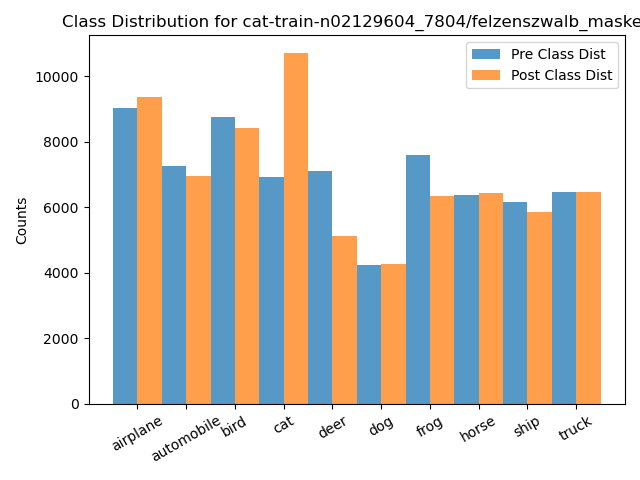 Class Distribution for cat-train-n02129604_7804/felzenszwalb_maske
Pre Class Dist
Post Class Dist
Counts
10000
8000
6000
4000
2000
0
airplane
automobile
bird
cat
deer
dog
frog
horse
ship
truck